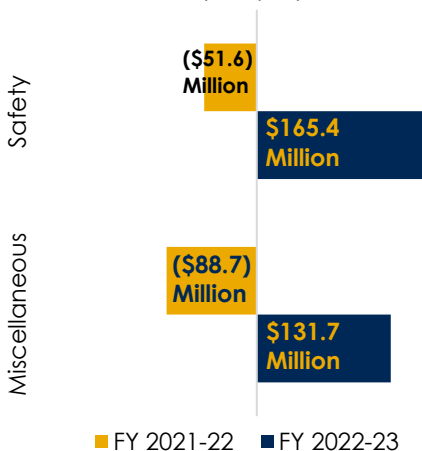 Safety
($51.6)
Million
$165.4
Million
Miscellaneous
($88.7)
Million
$131.7
Million
FY 2021-22 FY 2022-23